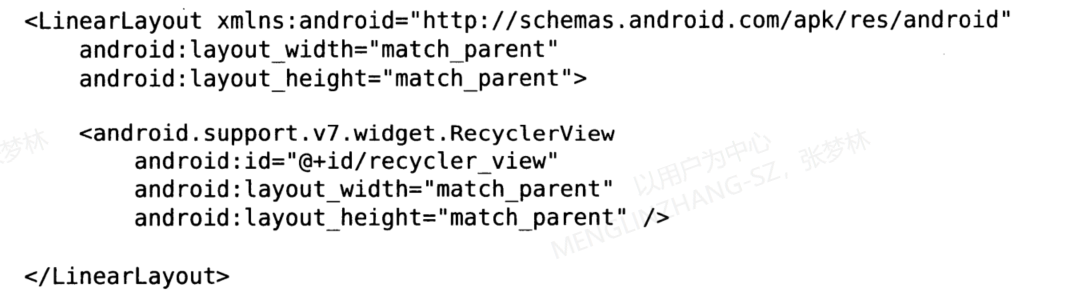 <LinearLayout xmlns:android="http://schemas.android.com/apk/res/android"
    android:layout_width="match_parent"
    android:layout_height="match_parent">

    <android.support.v7.widget.RecyclerView
        android:id="@+id/recycler_view"
        android:layout_width="match_parent"
        android:layout_height="match_parent" />

</LinearLayout>
张梦林
以用户为中心
MENGLINZHANG-SZ，张梦林